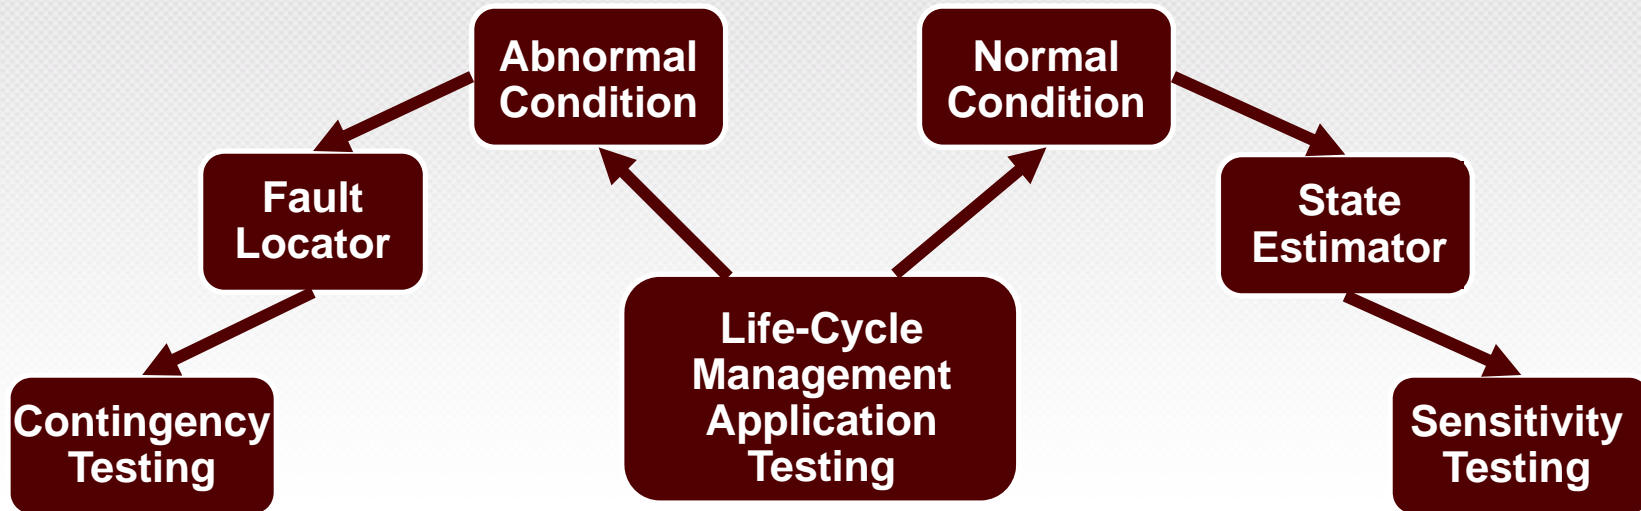 Abnormal
Condition
Normal
Condition
Fault
Locator
State
Estimator
Life-Cycle
Management
Application
Testing
Contingency
Testing
Sensitivity
Testing